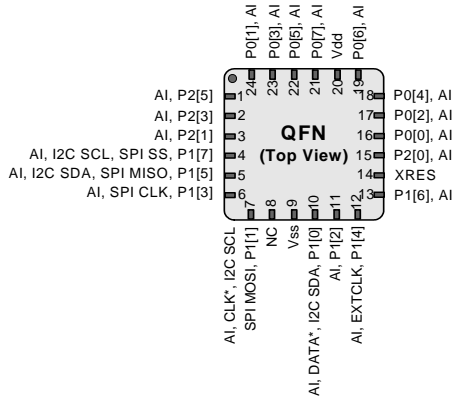 P0[1], AI
P0[3], AI
P0[5], AI
P0[7], AI
Vdd
P0[6], AI
24
23
22
21
20
19
AI, P2[5] 1
AI, P2[3] 2
AI, P2[1] 3
AI, I2C SCL, SPI SS, P1[7] 4
AI, I2C SDA, SPI MISO, P1[5] 5
AI, SPI CLK, P1[3] 6
QFN
(Top View)
18 P0[4], AI
17 P0[2], AI
16 P0[0], AI
15 P2[0], AI
14 XRES
13 P1[6], AI
7
8
9
10
11
12
AI, CLK*, I2C SCL
SPI MOSI, P1[1]
NC
Vss
AI, DATA*, I2C SDA, P1[0]
AI, P1[2]
AI, EXTCLK, P1[4]